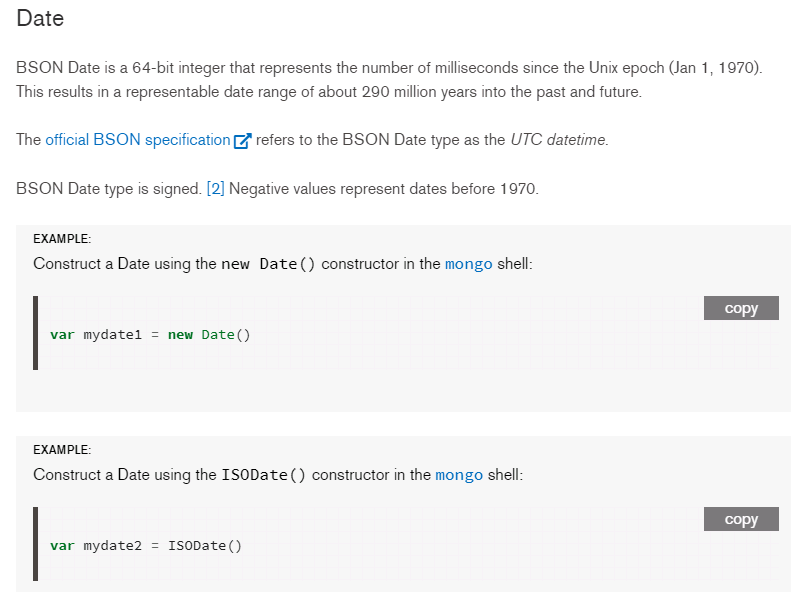 Date
BSON Date is a 64-bit integer that represents the number of milliseconds since the Unix epoch (Jan 1, 1970).
This results in a representable date range of about 290 million years into the past and future.
The official BSON specification refers to the BSON Date type as the UTC datetime.
BSON Date type is signed. [2] Negative values represent dates before 1970.
EXAMPLE:
Construct a Date using the new Date() constructor in the mongo shell:
copy
var mydate1 = new Date()
EXAMPLE:
Construct a Date using the ISODate() constructor in the mongo shell:
copy
var mydate2 = ISODate()